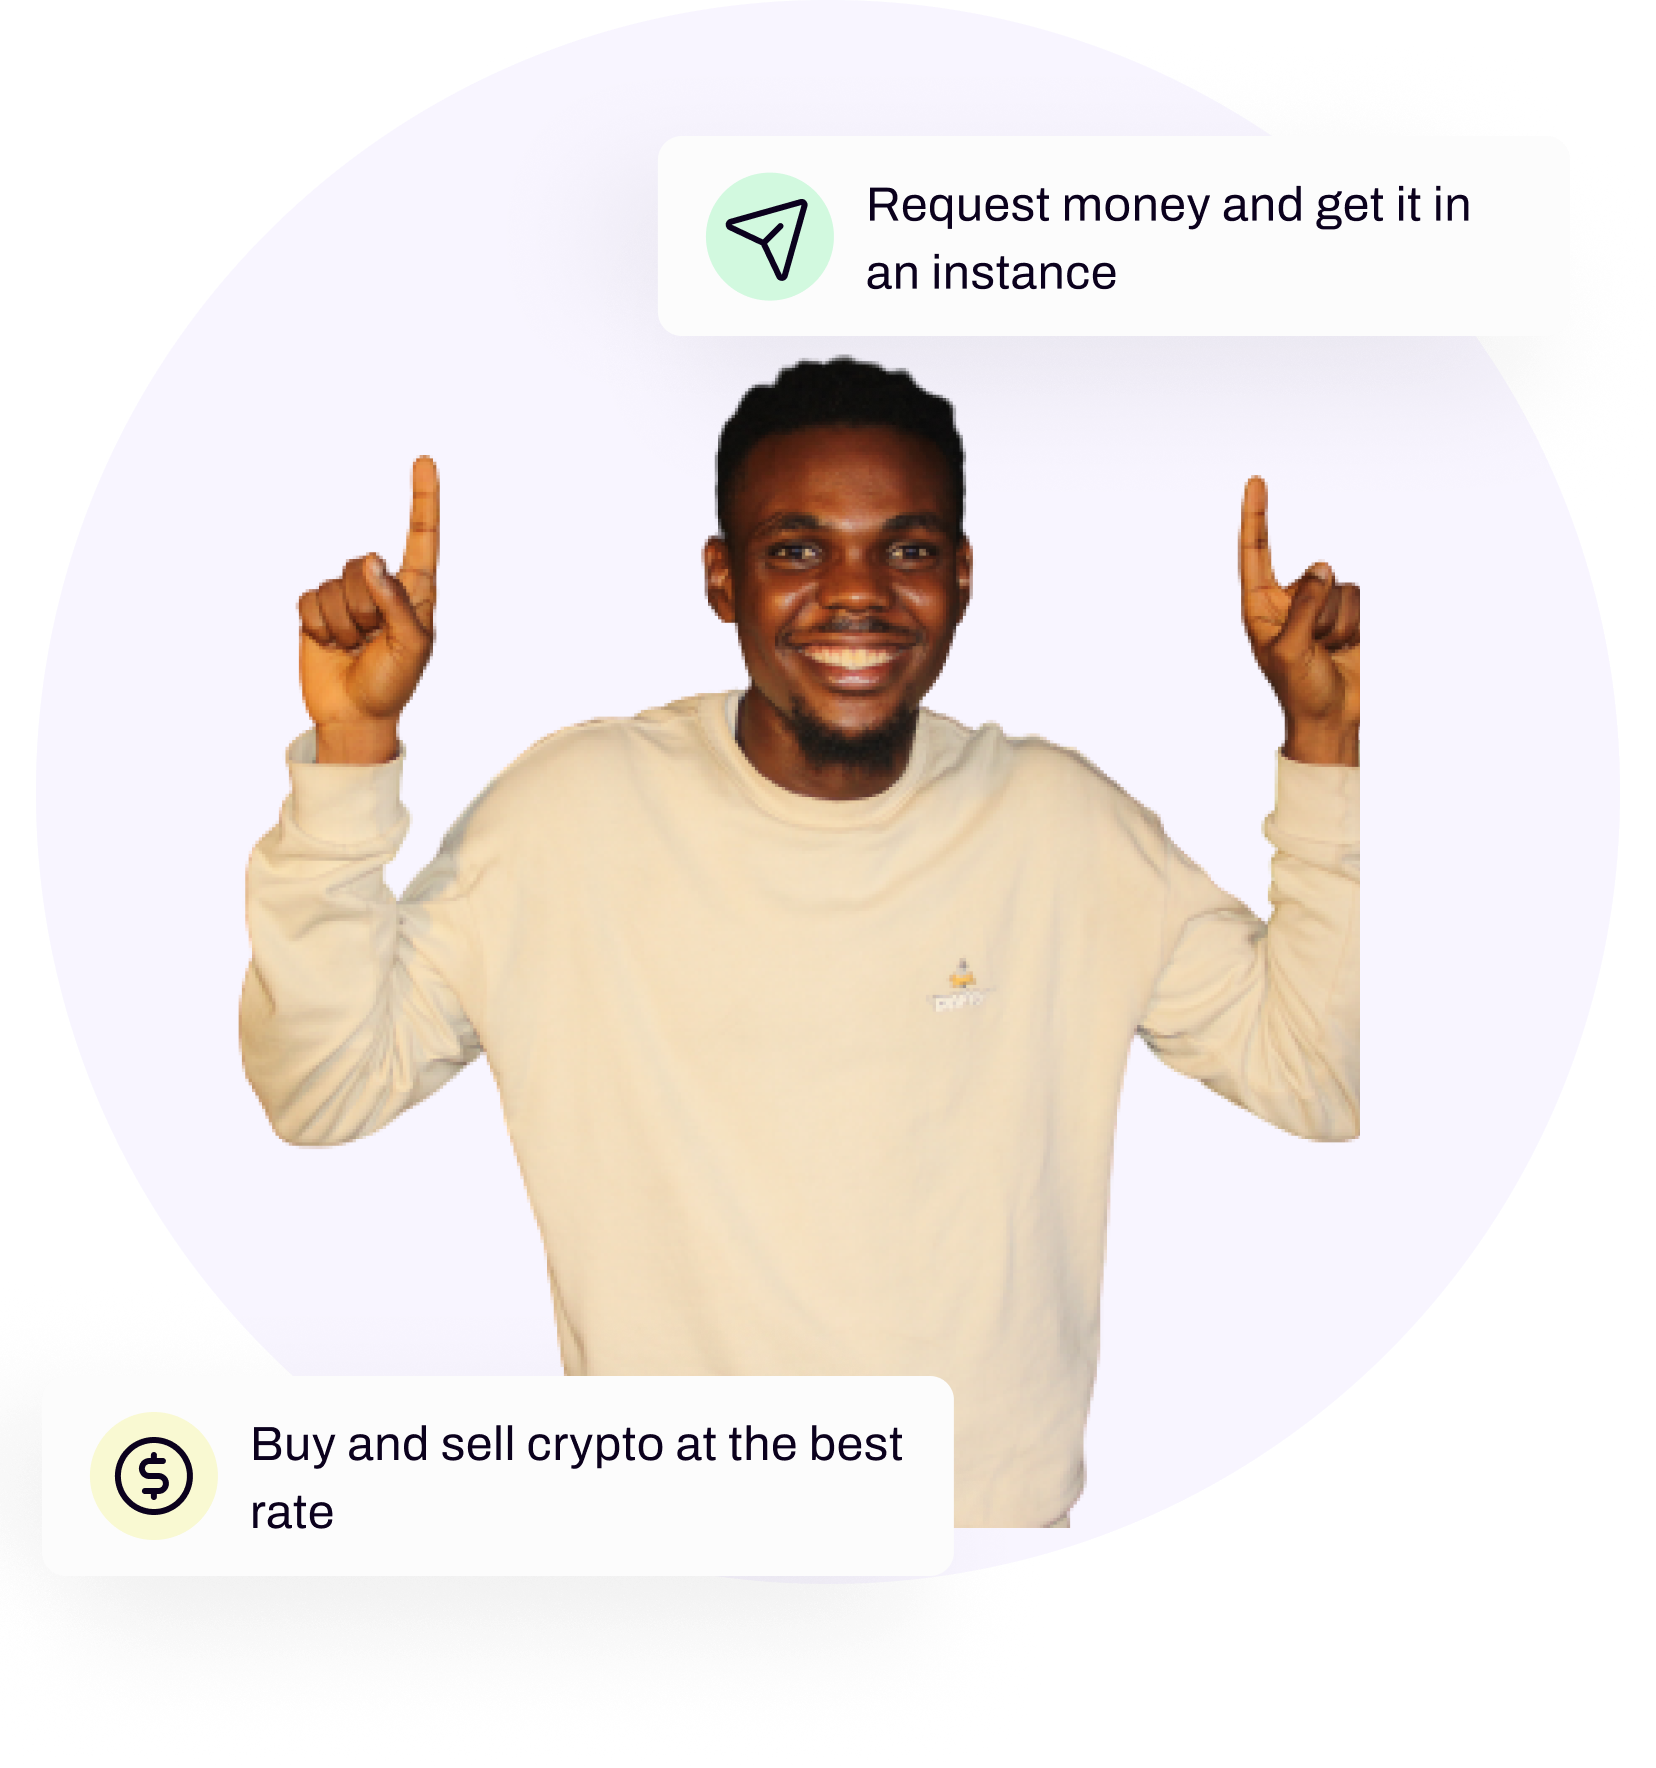 Request money and get it in
an instance
Buy and sell crypto at the best
rate